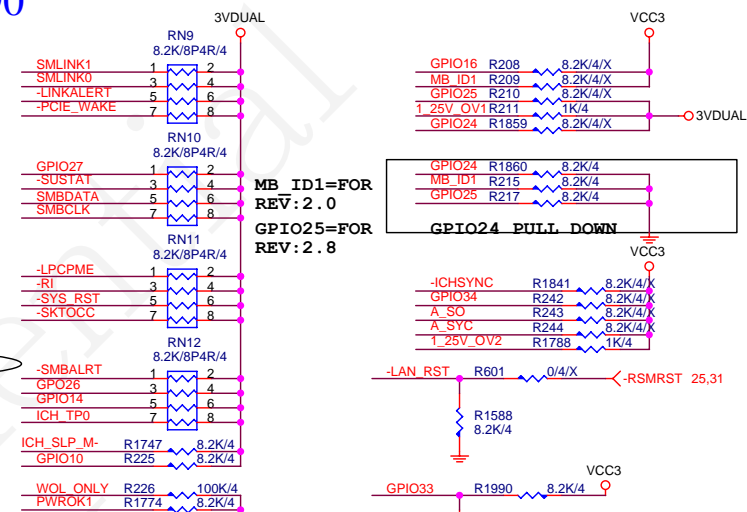 3VDUAL
RN9
8.2K/8P4R/4
SMLINK1 1 2
SMLINK0 3 4
-LINKALERT 5 6
-PCIE_WAKE 7 8
RN10
8.2K/8P4R/4
GPIO27 1 2
-SUSTAT 3 4
SMBDATA 5 6
SMBCLK 7 8
MB_ID1=FOR
REV:2.0
GPIO25=FOR
REV:2.8
RN11
8.2K/8P4R/4
-LPCPME 1 2
-RI 3 4
-SYS_RST 5 6
-SKTOCC 7 8
RN12
8.2K/8P4R/4
-SMBALRT 1 2
GPO26 3 4
GPIO14 5 6
ICH_TP0 7 8
ICH_SLP_M- R1747 8.2K/4
GPIO10 R225 8.2K/4
WOL_ONLY R226 100K/4
PWROK1 R1774 8.2K/4
VCC3
GPIO16 R208 8.2K/4/X
MB_ID1 R209 8.2K/4/X
GPIO25 R210 8.2K/4/X
1_25V_OV1 R211 1K/4
3VDUAL
GPIO24 R1859 8.2K/4/X
GPIO24 R1860 8.2K/4
MB_ID1 R215 8.2K/4
GPIO25 R217 8.2K/4
GPIO24 PULL DOWN
VCC3
-ICHSYNC R1841 8.2K/4/X
GPIO34 R242 8.2K/4
A_SO R243 8.2K/4/X
A_SYC R244 8.2K/4/X
1_25V_OV2 R1788 1K/4
-LAN_RST R601 0/4/X -RSMRST 25,31
R1588
8.2K/4
VCC3
GPIO33 R1990 8.2K/4